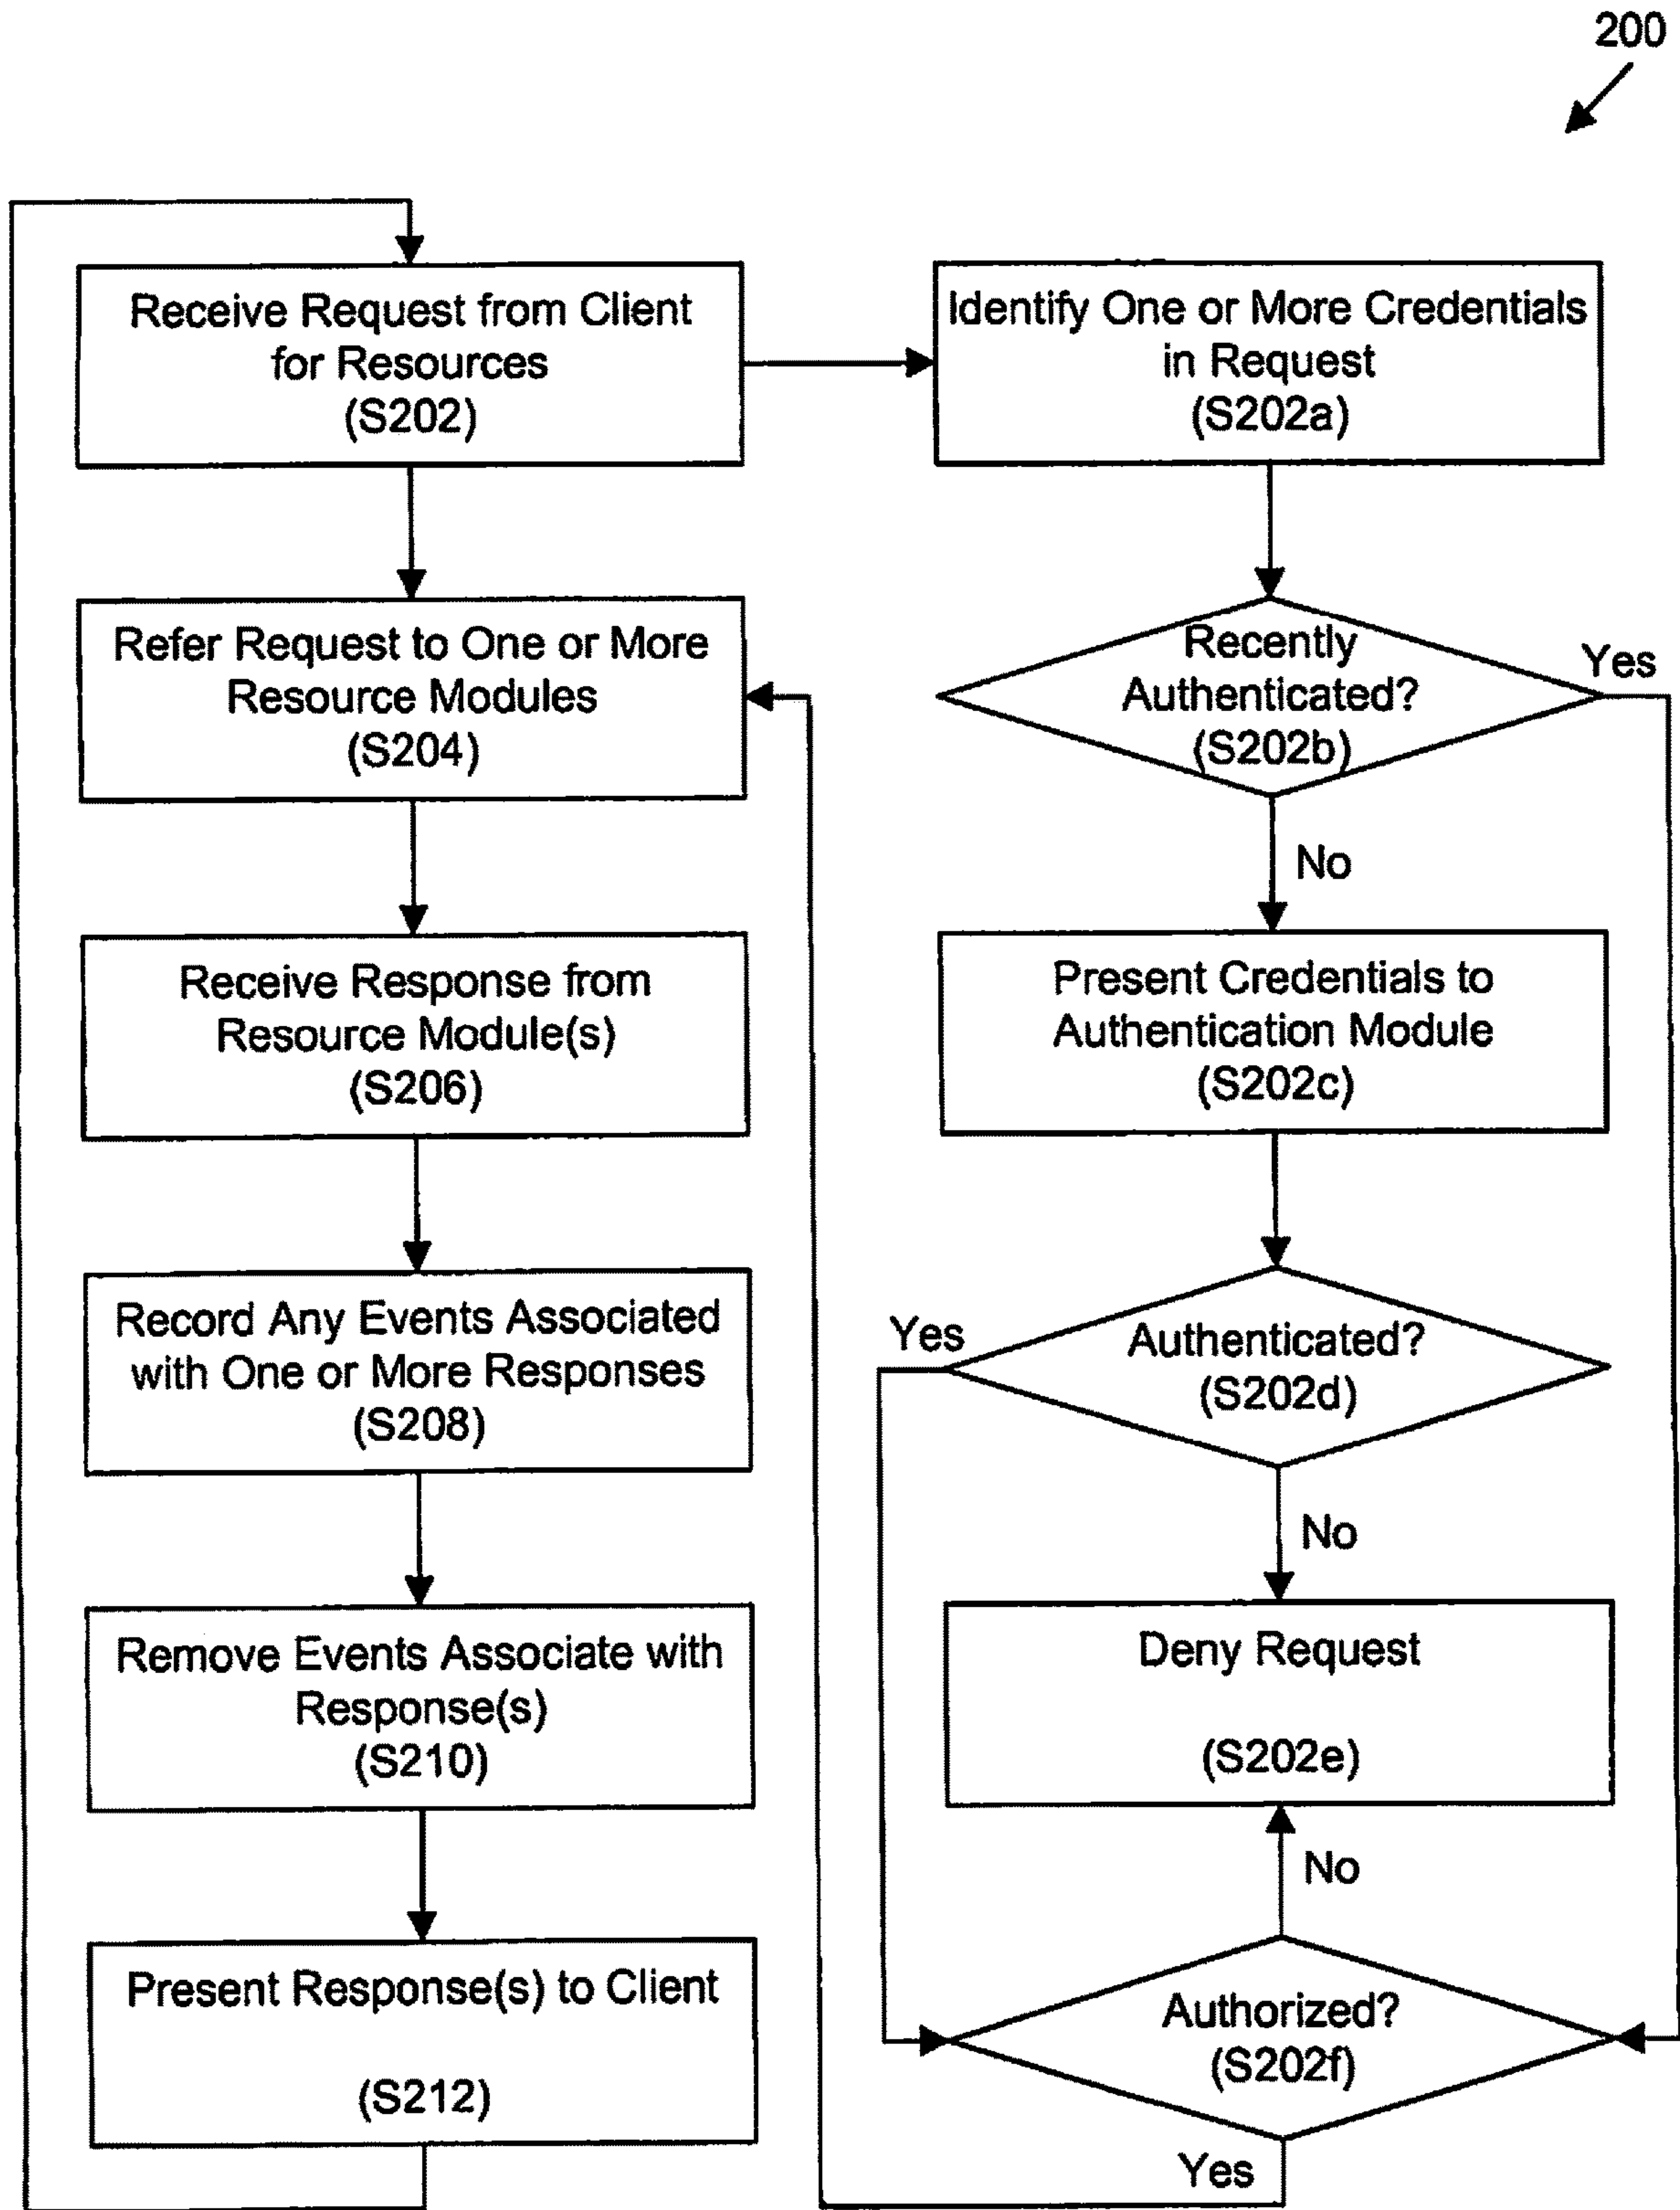 200
Receive Request from Client
for Resources
(S202)
Identify One or More Credentials
in Request
(S202a)
Refer Request to One or More
Resource Modules
(S204)
Recently
Authenticated?
(S202b)
Yes
No
Receive Response from
Resource Module(s)
(S206)
Present Credentials to
Authentication Module
(S202c)
Record Any Events Associated
with One or More Responses
(S208)
Yes
Authenticated?
(S202d)
No
Remove Events Associate with
Response(s)
(S210)
Deny Request
(S202e)
No
Present Response(s) to Client
(S212)
Authorized?
(S202f)
Yes